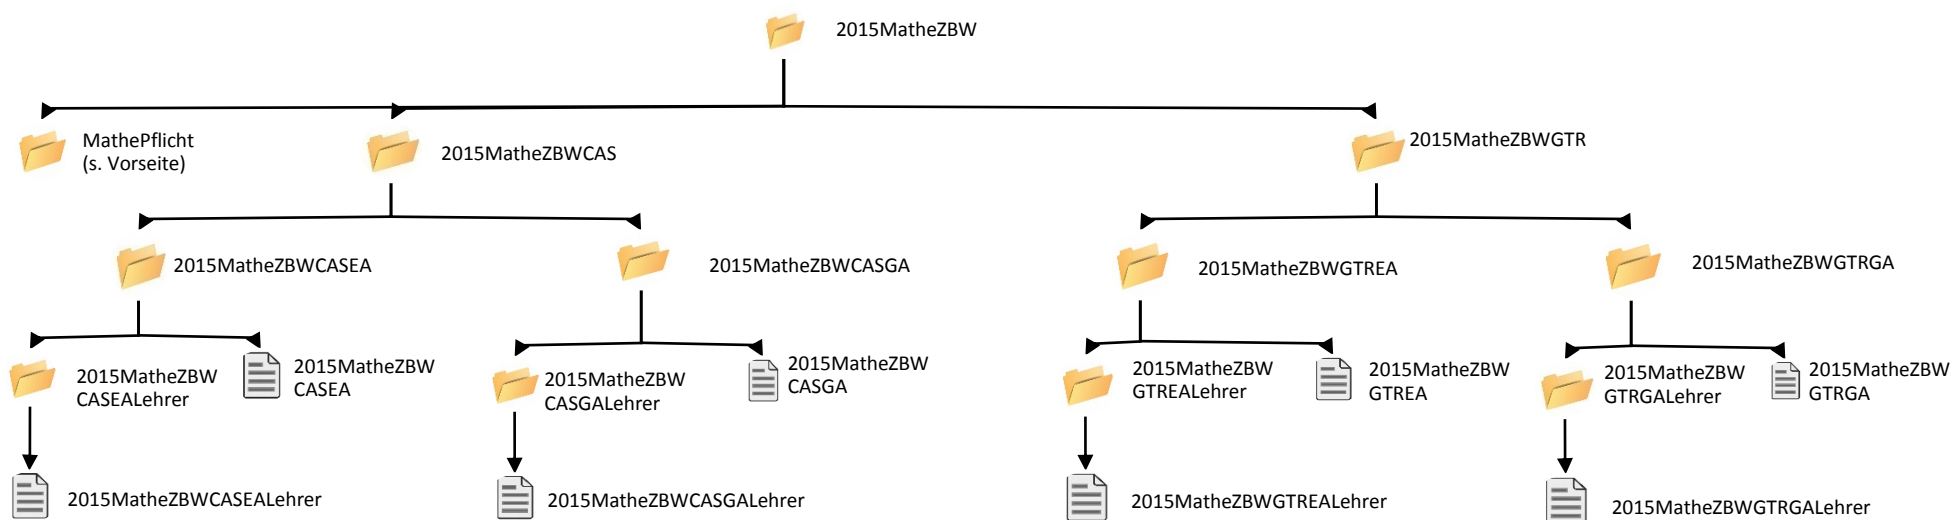 2015MatheZBW
MathePflicht
(s. Vorseite)
2015MatheZBWCAS
2015MatheZBWGTR
2015MatheZBWCASEA
2015MatheZBWCASGA
2015MatheZBWGTREA
2015MatheZBWGTRGA
2015MatheZBW
CASEALehrer
2015MatheZBW
CASEA
2015MatheZBW
CASGALehrer
2015MatheZBW
CASGA
2015MatheZBW
GTREALehrer
2015MatheZBW
GTREA
2015MatheZBW
GTRGALehrer
2015MatheZBW
GTRGA
2015MatheZBWCASEALehrer
2015MatheZBWCASGALehrer
2015MatheZBWGTREALehrer
2015MatheZBWGTRGALehrer